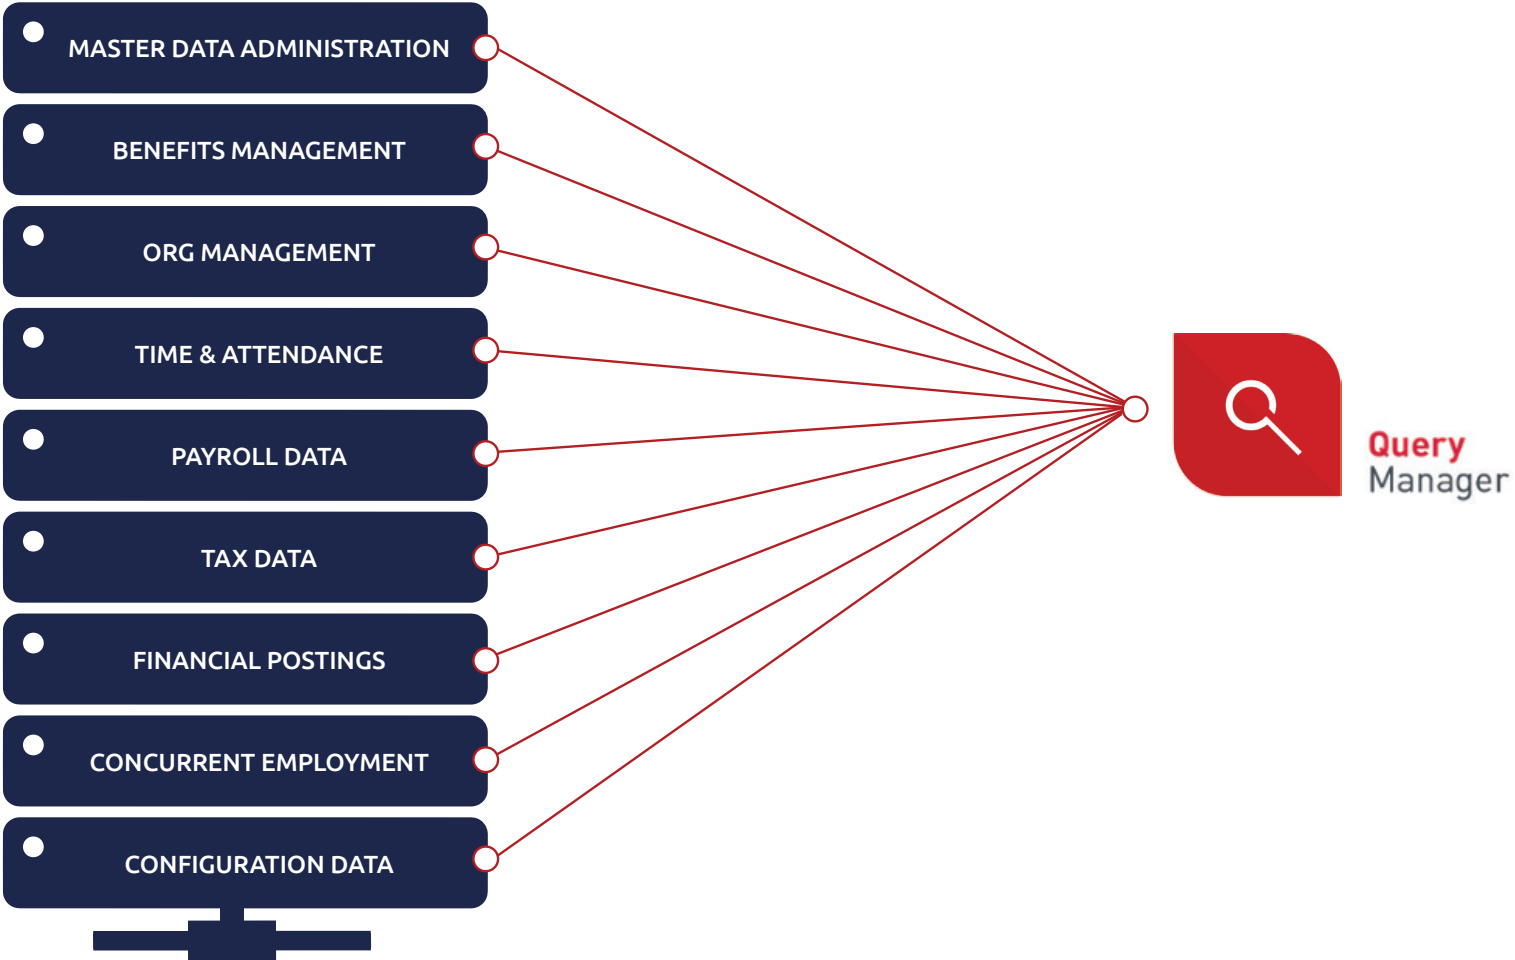 MASTER DATA ADMINISTRATION
BENEFITS MANAGEMENT
ORG MANAGEMENT
TIME & ATTENDANCE
PAYROLL DATA
TAX DATA
FINANCIAL POSTINGS
CONCURRENT EMPLOYMENT
CONFIGURATION DATA
Query
Manager